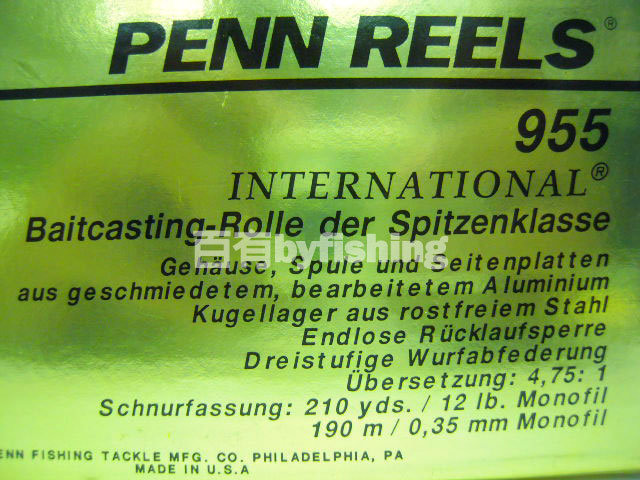 PENN REELS®
955
INTERNATIONAL®
Baitcasting-Rolle der Spitzenklasse
百有byfishing
Gehäuse, Spule und Seitenplatten
aus geschmiedetem, bearbeitetem Aluminium
Kugellager aus rostfreiem Stahl
Endlose Rücklaufsperre
Dreistufige Wurfabfederung
Übersetzung: 4,75: 1
Schnurfassung: 210 yds. / 12 lb. Monofil
190 m / 0,35 mm Monofil
ENN FISHING TACKLE MFG. CO. PHILADELPHIA, PA
MADE IN U.S.A